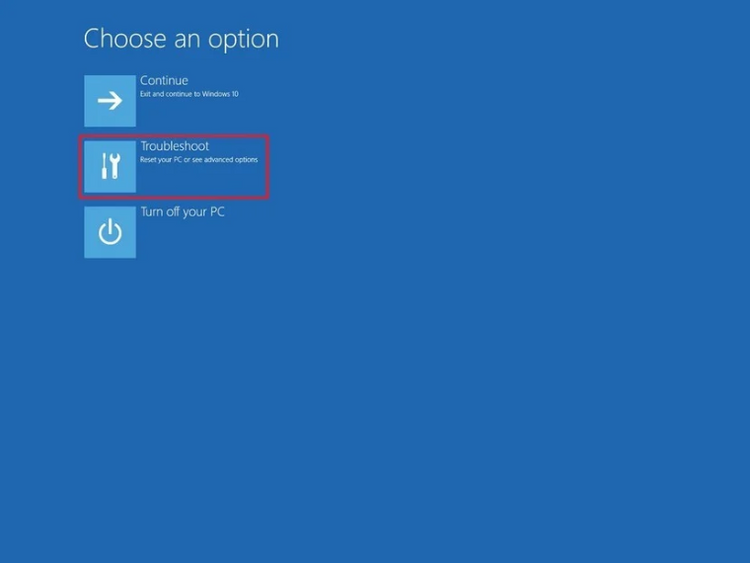 Choose an option
Continue
Exit and continue to Windows 10
Troubleshoot
Reset your PC or see advanced options
Turn off your PC